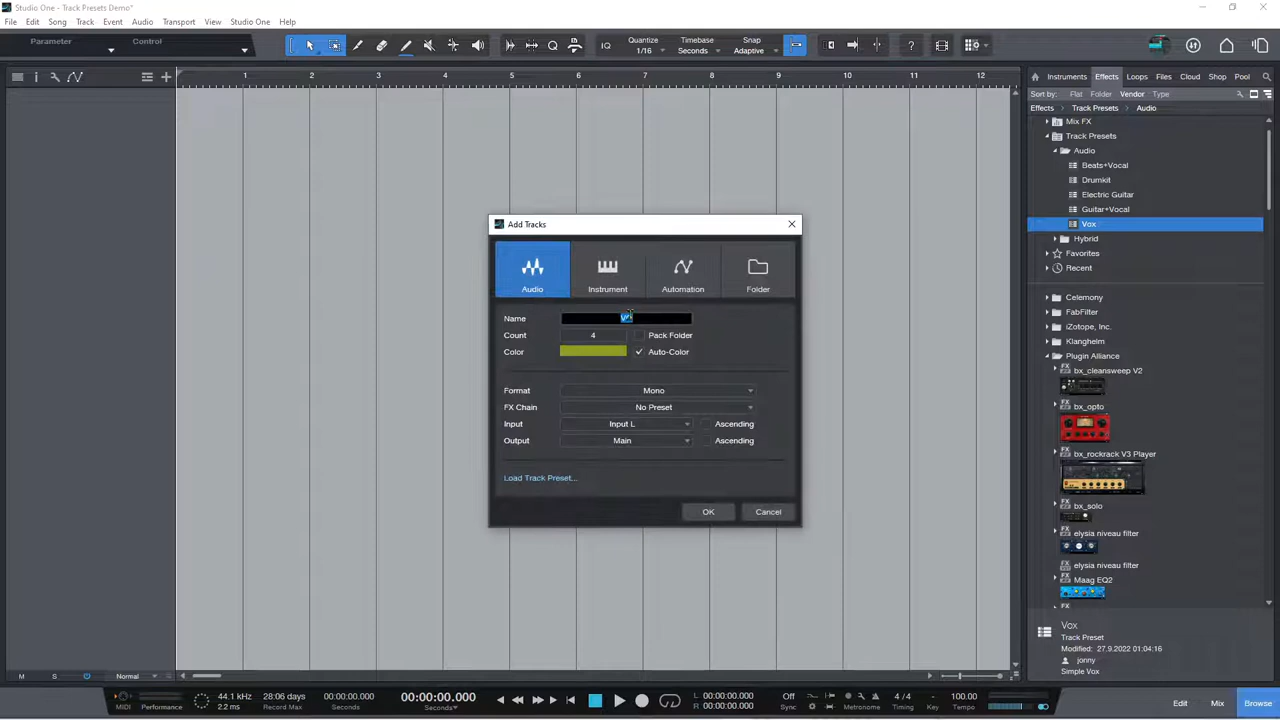 Studio One - Track Presets Demo*
File Edit Song Track Event Audio Transport View Studio One Help
Parameter Control
IQ Quantize 1/16 Timebase Seconds Snap Adaptive
Instruments Effects Loops Files Cloud Shop Pool
1 2 3 4 5 6 7 8 9 10 11 12
Sort by: Flat Folder Vendor Type
Effects Track Presets Audio
Mix FX
Track Presets
Audio
Beats+Vocal
Drumkit
Electric Guitar
Guitar+Vocal
Vox
Hybrid
Favorites
Recent
Celemony
FabFilter
iZotope, Inc.
Klanghelm
Plugin Alliance
bx_cleansweep V2
bx_opto
bx_rockrack V3 Player
bx_solo
elysia niveau filter
elysia niveau filter
Maag EQ2
Vox
Track Preset
Modified: 27.9.2022 01:04:16
jonny
Simple Vox
Add Tracks
Audio Instrument Automation Folder
Name
Count 4 Pack Folder
Color Auto-Color
Format Mono
FX Chain No Preset
Input Input L Ascending
Output Main Ascending
Load Track Preset...
OK Cancel
M S Normal
MIDI Performance
44.1 kHz
2.2 ms
28:06 days
Record Max
00:00:00.000
Seconds
00:00:00.000
Seconds
L 00:00:00.000
R 00:00:00.000
Off
Sync
Metronome
4 / 4
Timing
Key
100.00
Tempo
Edit Mix Browse